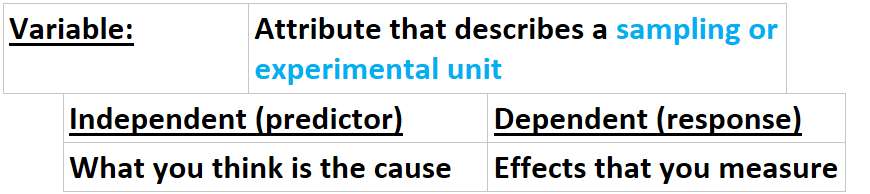 Variable:
Attribute that describes a sampling or
experimental unit
Independent (predictor)
Dependent (response)
What you think is the cause
Effects that you measure